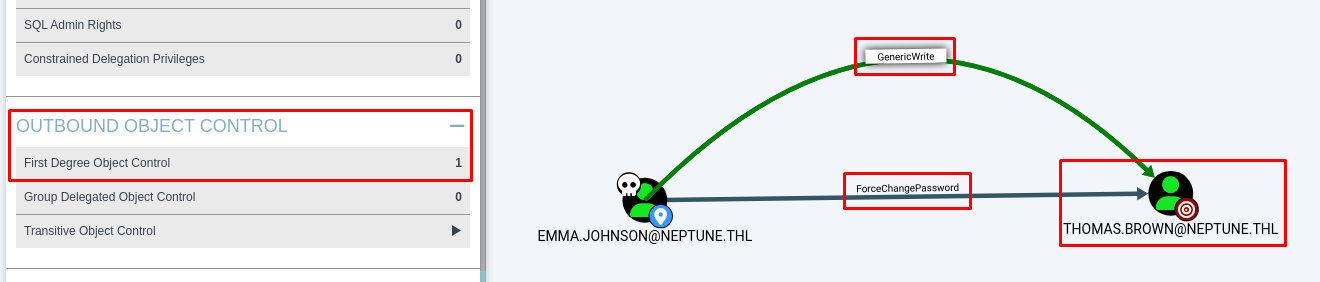 SQL Admin Rights 0
Constrained Delegation Privileges 0
OUTBOUND OBJECT CONTROL
First Degree Object Control 1
Group Delegated Object Control 0
Transitive Object Control
GenericWrite
ForceChangePassword
EMMA.JOHNSON@NEPTUNE.THL
THOMAS.BROWN@NEPTUNE.THL